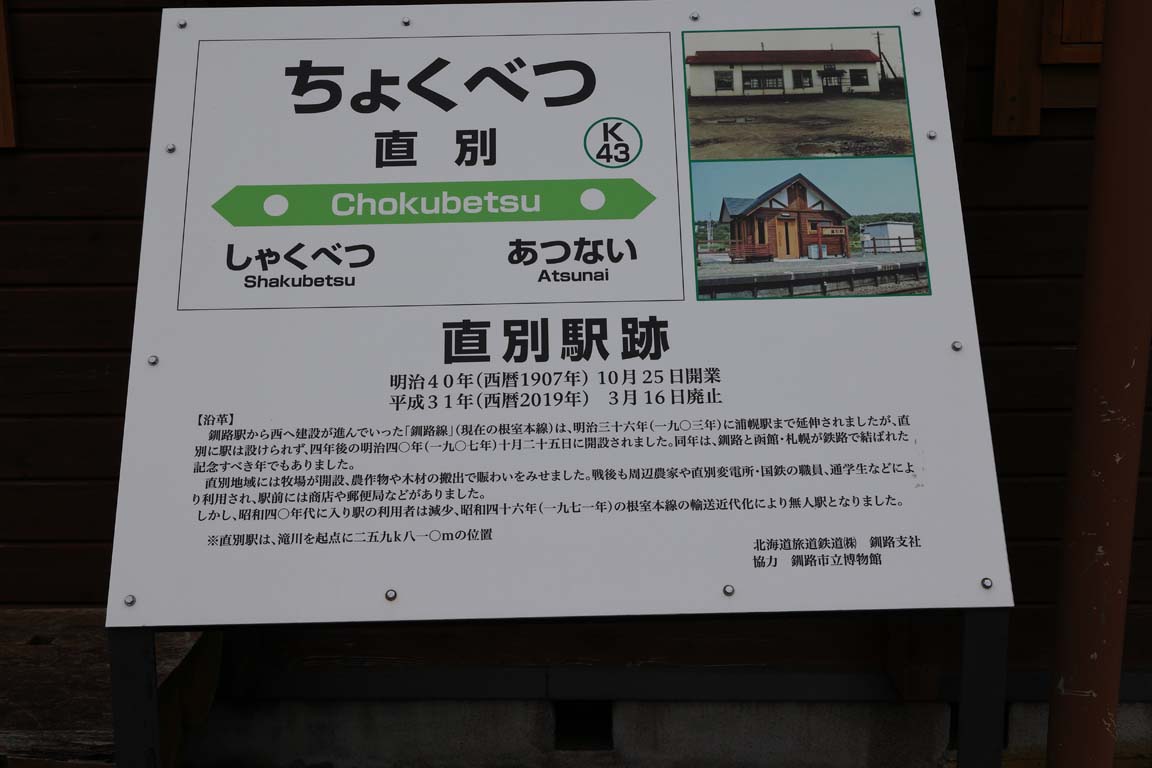 ちょくべつ
直別
K
43
Chokubetsu
しゃくべつ
Shakubetsu
あつない
Atsunai
直別駅跡
明治40年(西暦1907年) 10月25日開業
平成31年(西暦2019年) 3月16日廃止
【沿革】
釧路駅から西へ建設が進んでいった「釧路線」(現在の根室本線)は、明治三十六年(一九〇三年)に浦幌駅まで延伸されましたが、直
別に駅は設けられず、四年後の明治四〇年(一九〇七年)十月二十五日に開設されました。同年は、釧路と函館・札幌が鉄路で結ばれた
記念すべき年でもありました。
直別地域には牧場が開設、農作物や木材の搬出で賑わいをみせました。戦後も周辺農家や直別変電所・国鉄の職員、通学生などによ
り利用され、駅前には商店や郵便局などがありました。
しかし、昭和四〇年代に入り駅の利用者は減少、昭和四十六年(一九七一年)の根室本線の輸送近代化により無人駅となりました。
※直別駅は、滝川を起点に二五九k八一〇mの位置
北海道旅道鉄道㈱ 釧路支社
協力 釧路市立博物館